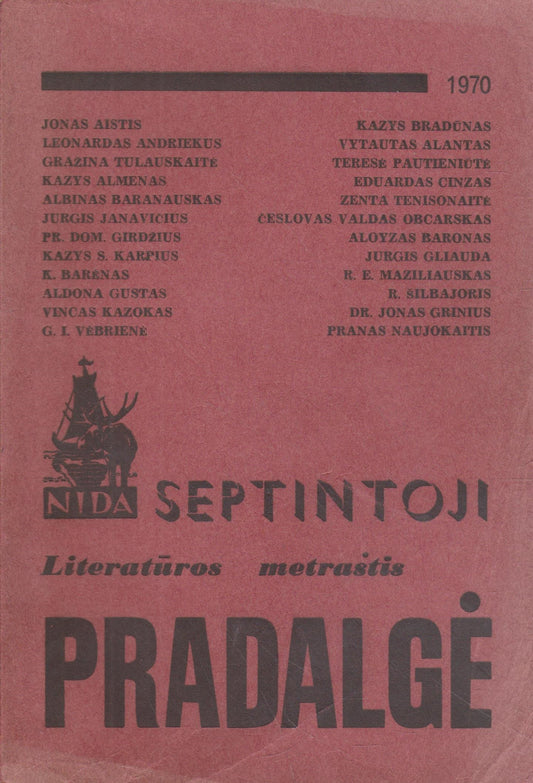 1970
JONAS AISTIS
LEONARDAS ANDRIEKUS
GRAŽINA TULAUSKAITĖ
KAZYS ALMENAS
ALBINAS BARANAUSKAS
JURGIS JANAVIČIUS
PR. DOM. GIRDŽIUS
KAZYS S. KARPIUS
K. BARĖNAS
ALDONA GUSTAS
VINCAS KAZOKAS
G. I. VĖBRIENĖ
KAZYS BRADŪNAS
VYTAUTAS ALANTAS
TERESĖ PAUTIENIŪTĖ
EDUARDAS CINZAS
ZENTA TENISONAITĖ
ČESLOVAS VALDAS OBCARSKAS
ALOYZAS BARONAS
JURGIS GLIAUDA
R. E. MAZILIAUSKAS
R. ŠILBAJORIS
DR. JONAS GRINIUS
PRANAS NAUJOKAITIS
NIDA
SEPTINTOJI
Literatūros metraštis
PRADALGĖ